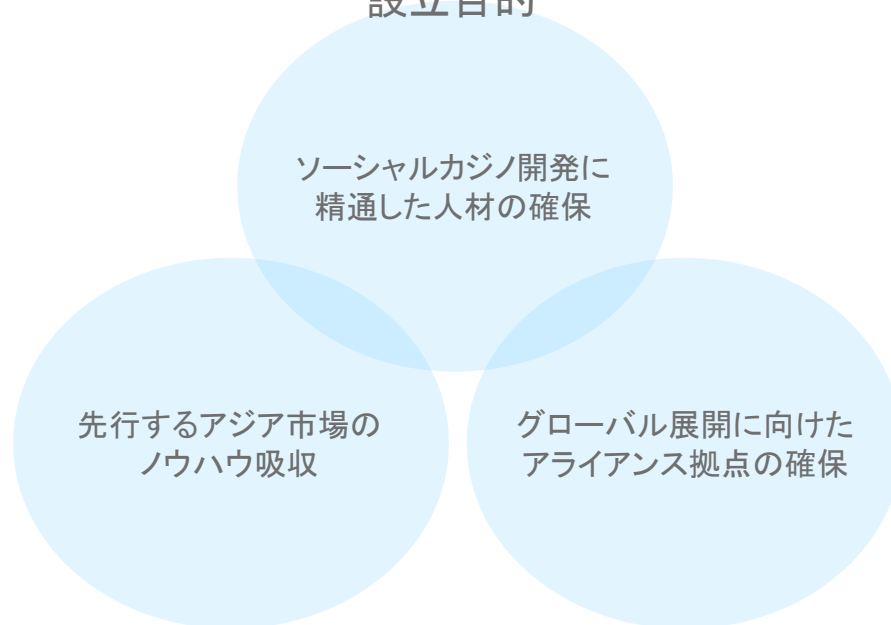 設立目的
ソーシャルカジノ開発に
精通した人材の確保
先行するアジア市場の
ノウハウ吸収
グローバル展開に向けた
アライアンス拠点の確保